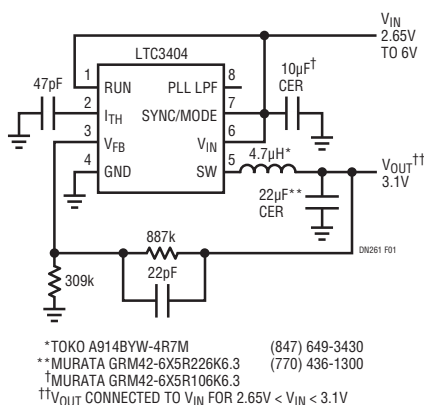 VIN
2.65V
TO 6V
LTC3404
47pF
1
RUN
PLL LPF
8
10µF†
CER
2
ITH
SYNC/MODE
7
3
VFB
VIN
6
4.7µH*
4
GND
SW
5
VOUT††
3.1V
22µF**
CER
DN261 F01
887k
309k
22pF
*TOKO A914BYW-4R7M (847) 649-3430
**MURATA GRM42-6X5R226K6.3 (770) 436-1300
†MURATA GRM42-6X5R106K6.3
††VOUT CONNECTED TO VIN FOR 2.65V < VIN < 3.1V